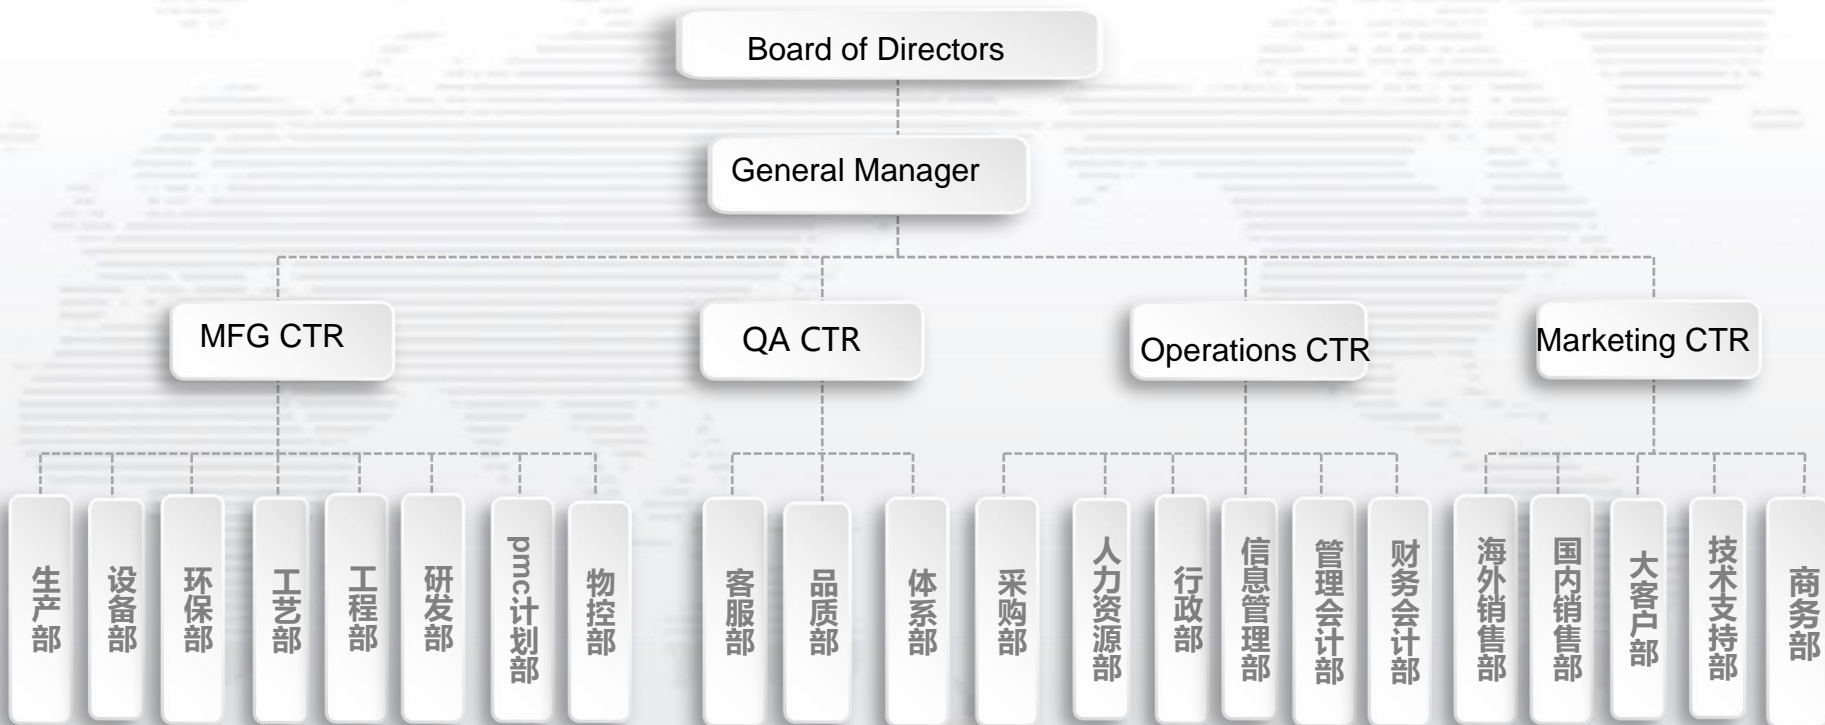 Board of Directors
General Manager
MFG CTR
QA CTR
Operations CTR
Marketing CTR
生产部
设备部
环保部
工艺部
工程部
研发部
pmc计划部
物控部
客服部
品质部
体系部
采购部
人力资源部
行政部
信息管理部
管理会计部
财务会计部
海外销售部
国内销售部
大客户部
技术支持部
商务部